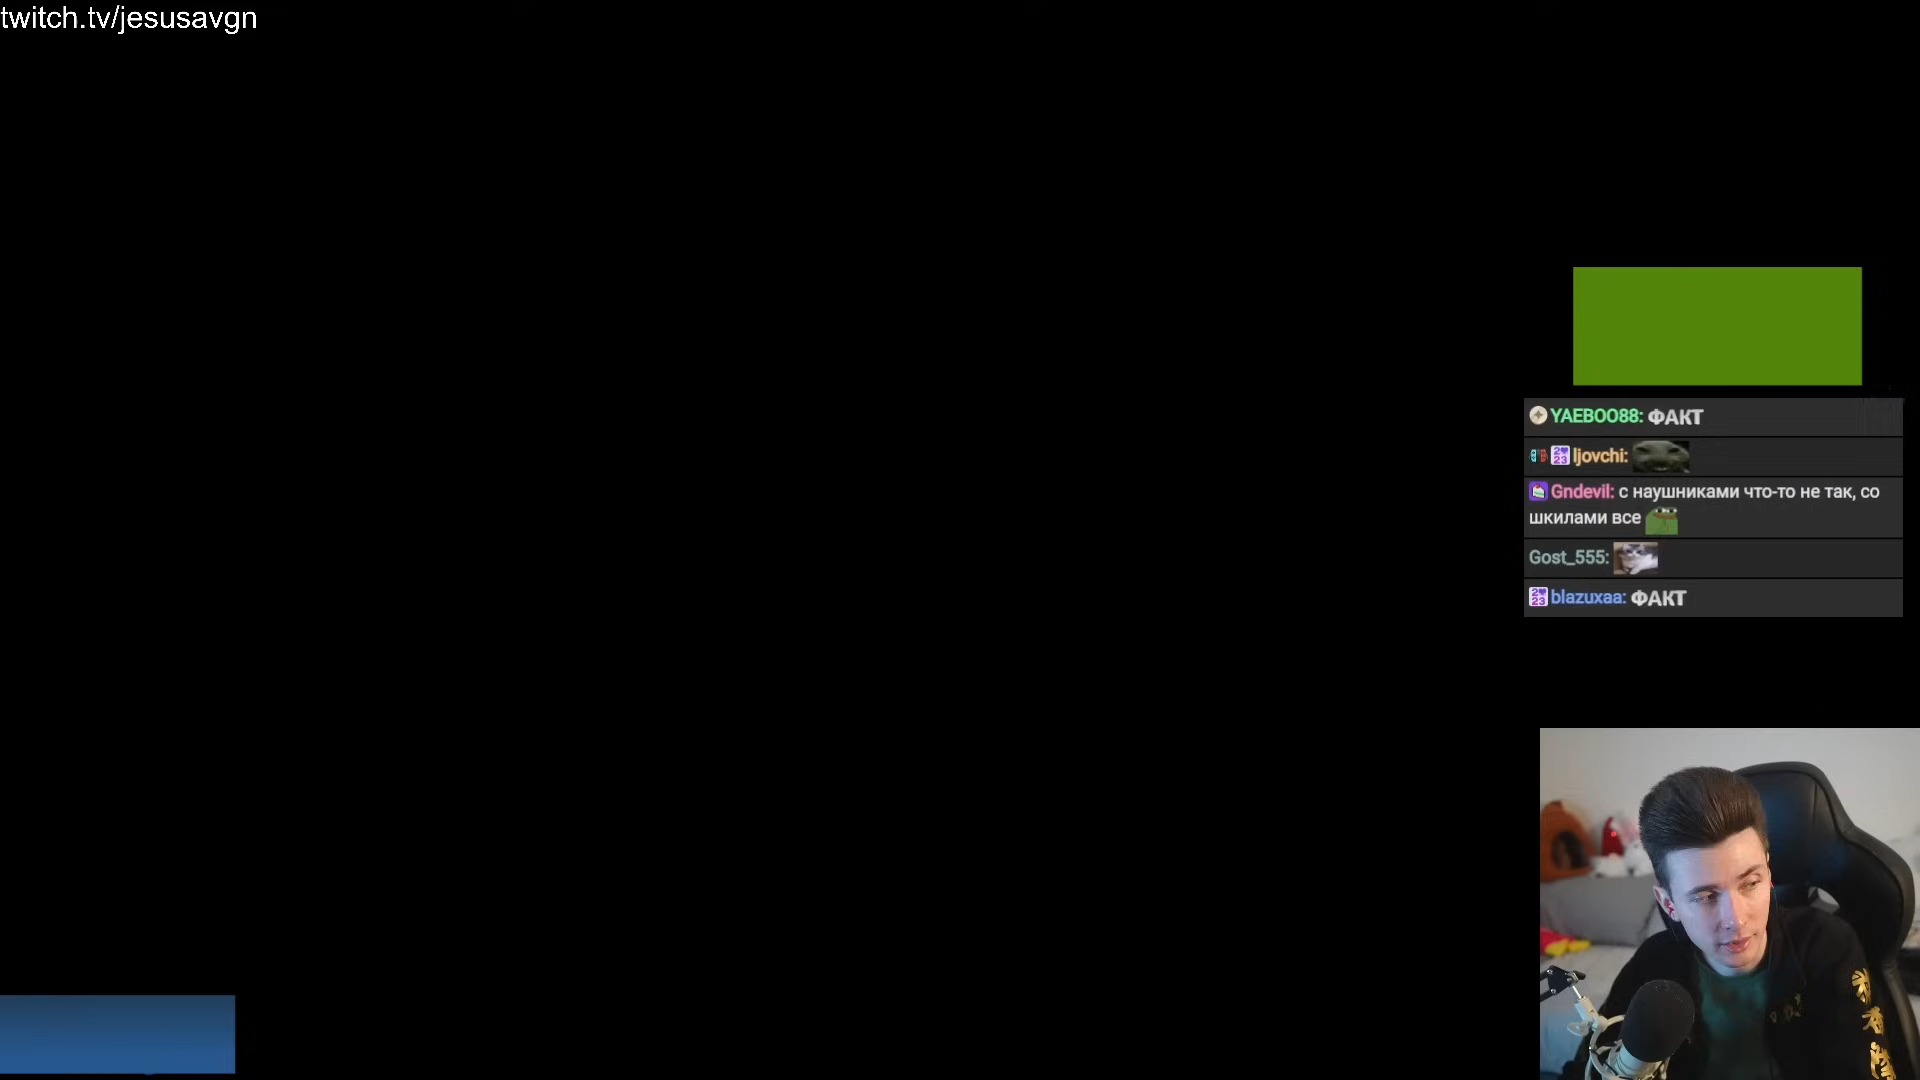 twitch.tv/jesusavgn
YAEBOO88: ФАКТ
ljovchi:
Gndevil: с наушниками что-то не так, со
шкилами все
Gost_555:
blazuxaa: ФАКТ